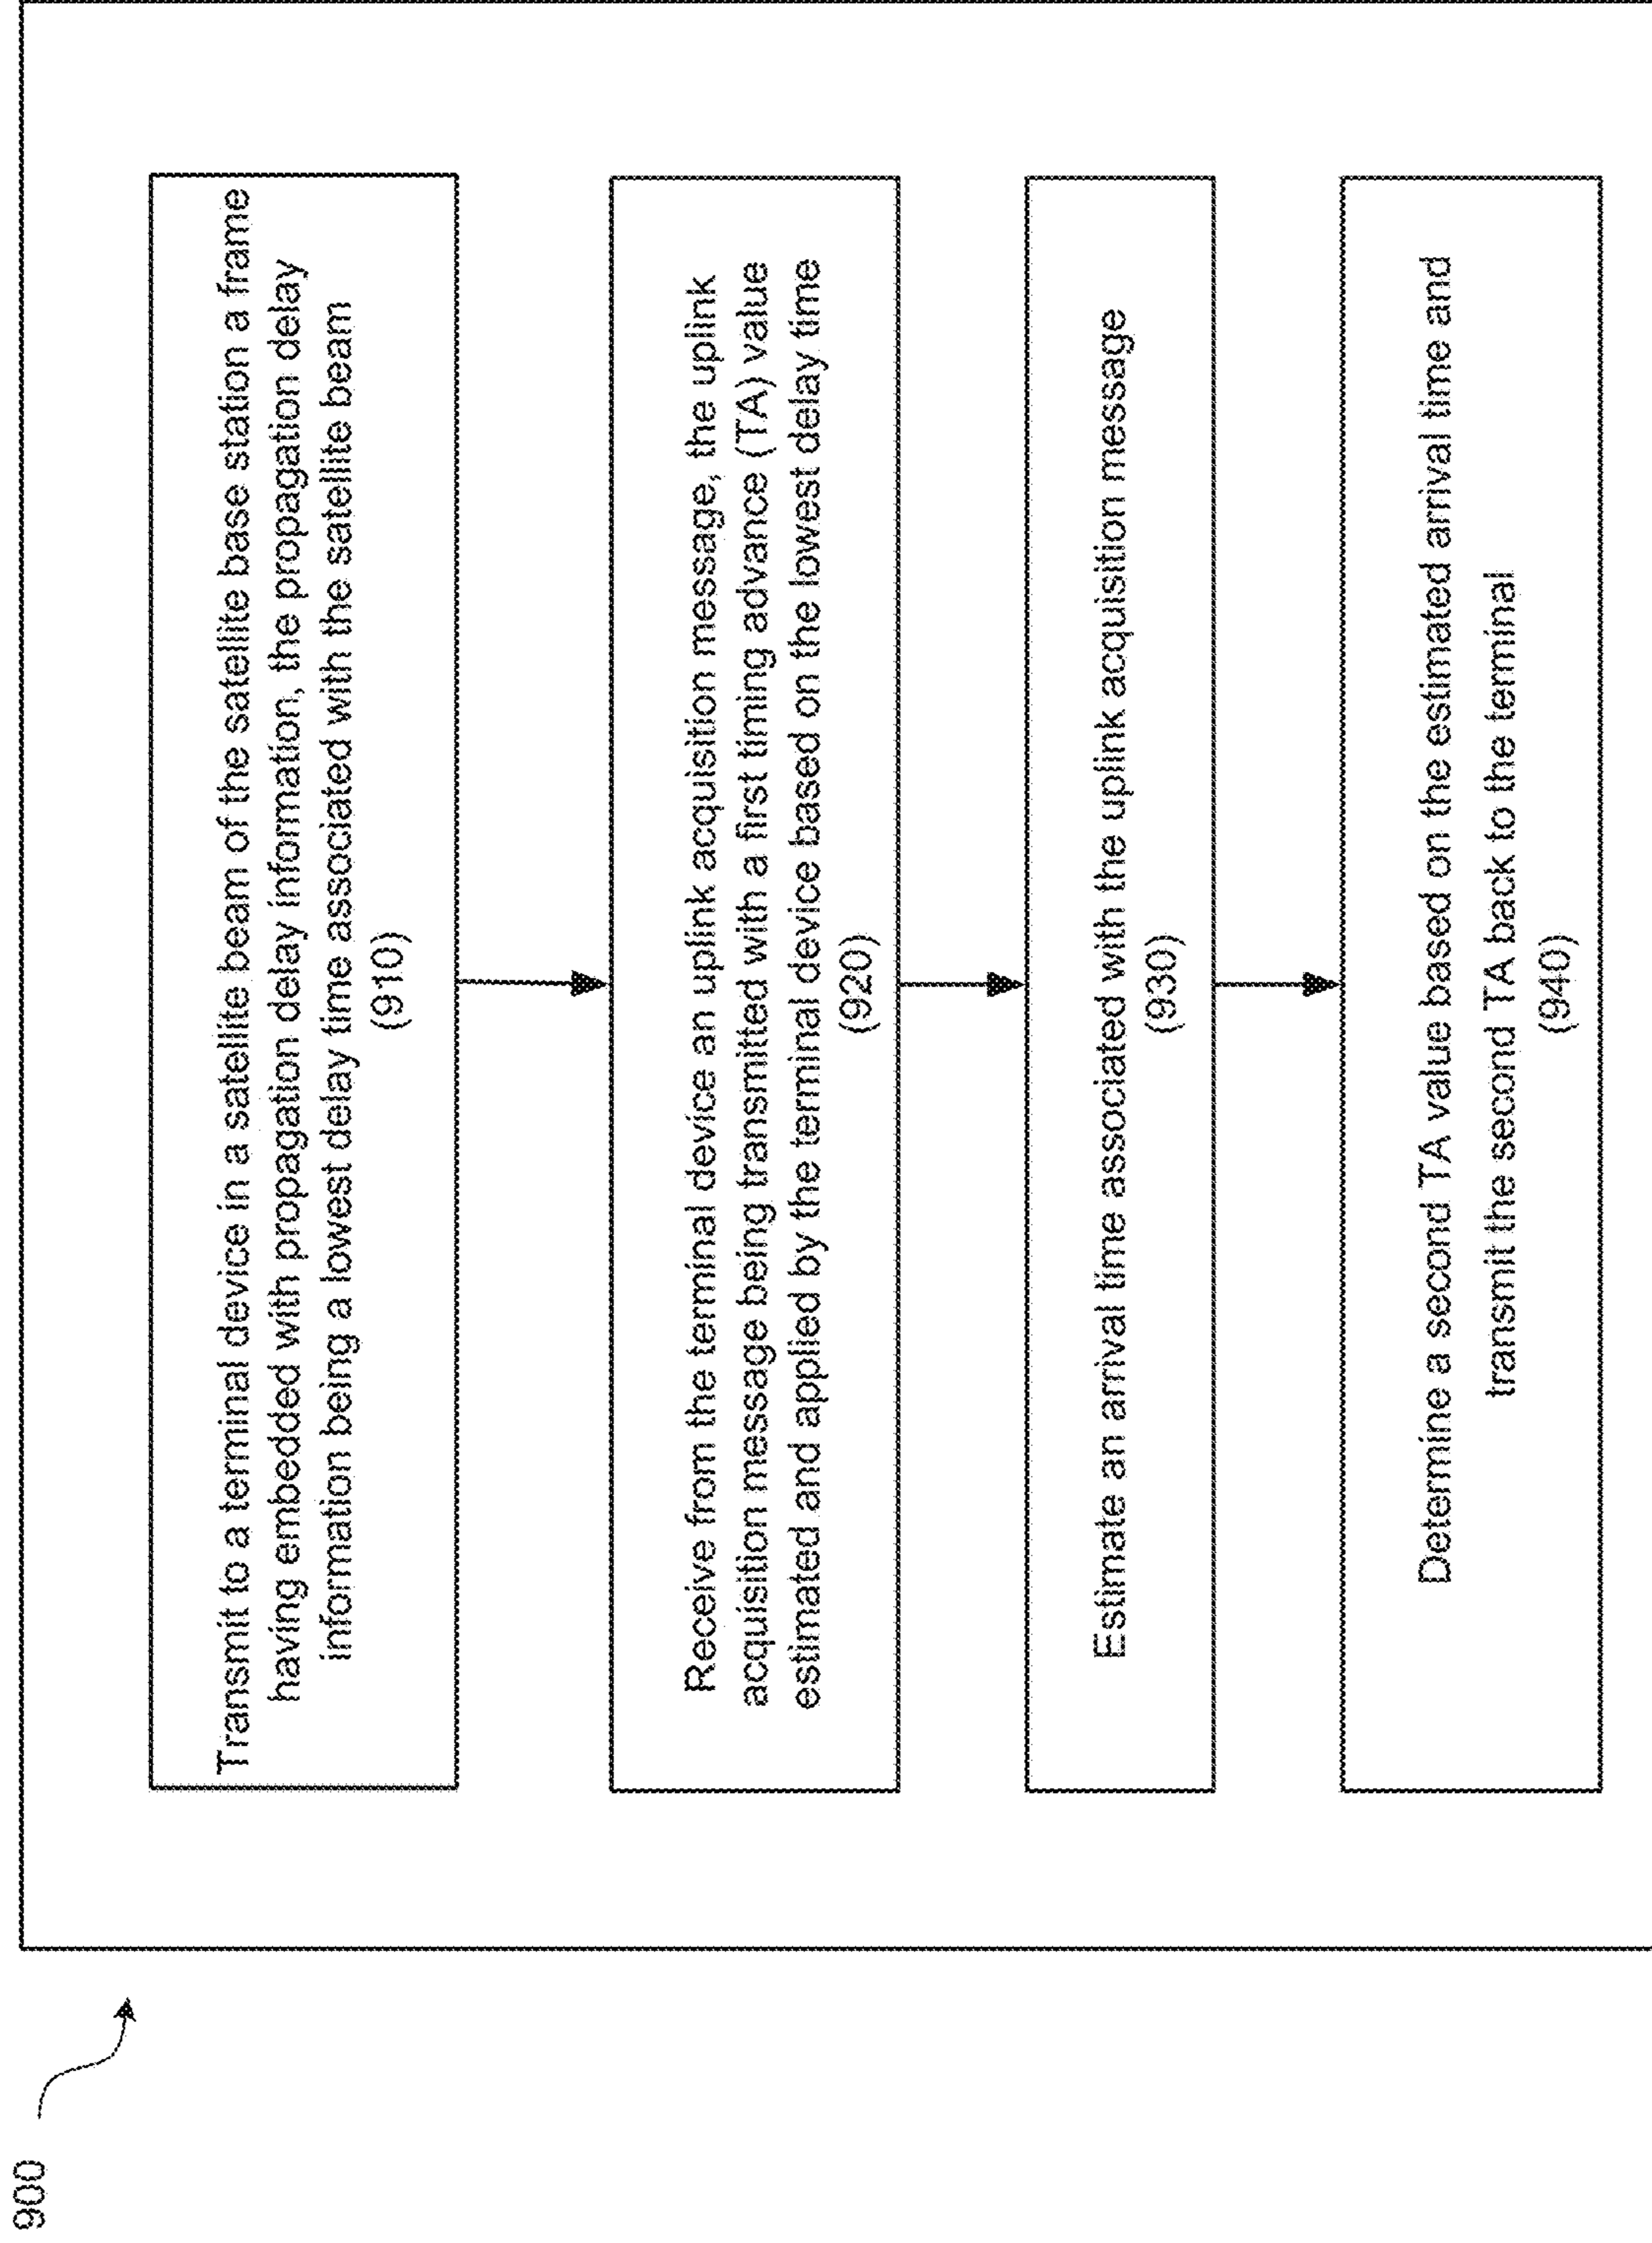 900
Transmit to a terminal device in a satellite beam of the satellite base station a frame
having embedded with propagation delay information, the propagation delay
information being a lowest delay time associated with the satellite beam
(910)
Receive from the terminal device an uplink acquisition message, the uplink
acquisition message being transmitted with a first timing advance (TA) value
estimated and applied by the terminal device based on the lowest delay time
(920)
Estimate an arrival time associated with the uplink acquisition message
(930)
Determine a second TA value based on the estimated arrival time and
transmit the second TA back to the terminal
(940)